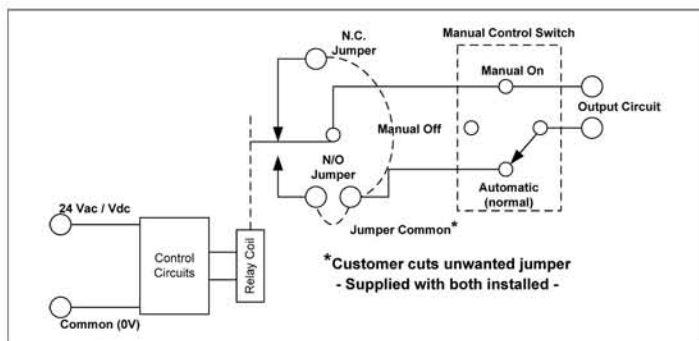 N.C.
Jumper
Manual Control Switch
Manual On
Output Circuit
Manual Off
N/O
Jumper
Automatic
(normal)
Jumper Common*
24 Vac / Vdc
Control
Circuits
Relay Coil
Common (0V)
*Customer cuts unwanted jumper
- Supplied with both installed -